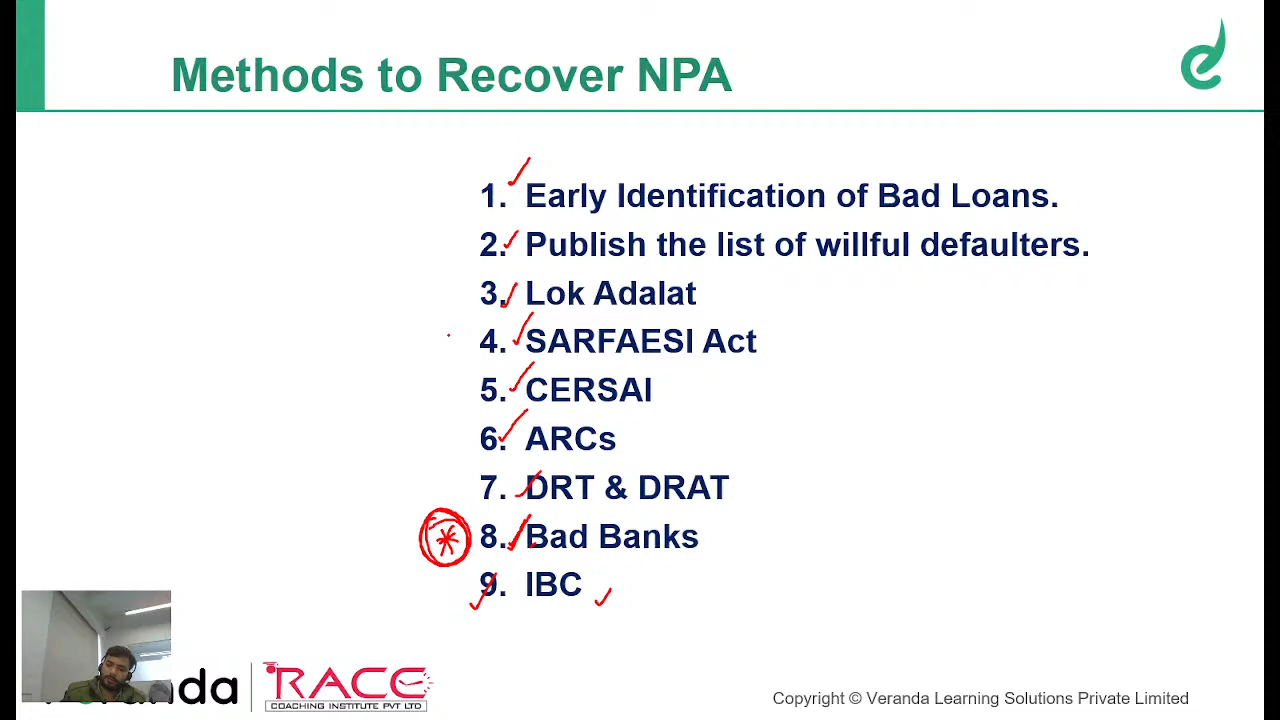 Methods to Recover NPA
1. Early Identification of Bad Loans.
2. Publish the list of willful defaulters.
3. Lok Adalat
4. SARFAESI Act
5. CERSAI
6. ARCs
7. DRT & DRAT
8. Bad Banks
9. IBC
RACE
COACHING INSTITUTE PVT LTD
Copyright © Veranda Learning Solutions Private Limited